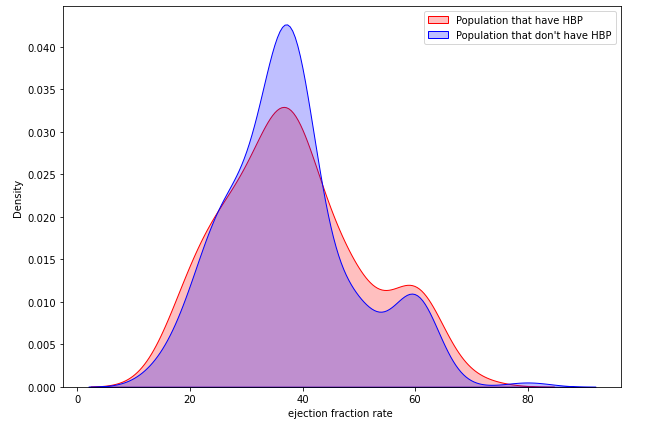 Population that have HBP
Population that don't have HBP
0.040
0.035
0.030
0.025
0.020
0.015
0.010
0.005
0.000
Density
0 20 40 60 80
ejection fraction rate